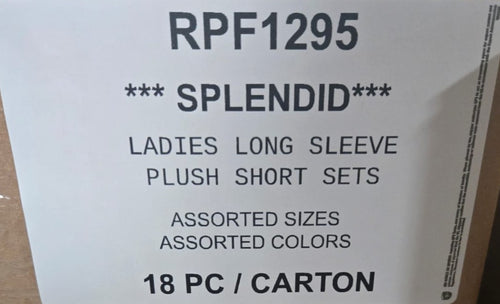 RPF1295
*** SPLENDID***
LADIES LONG SLEEVE
PLUSH SHORT SETS
ASSORTED SIZES
ASSORTED COLORS
18 PC / CARTON